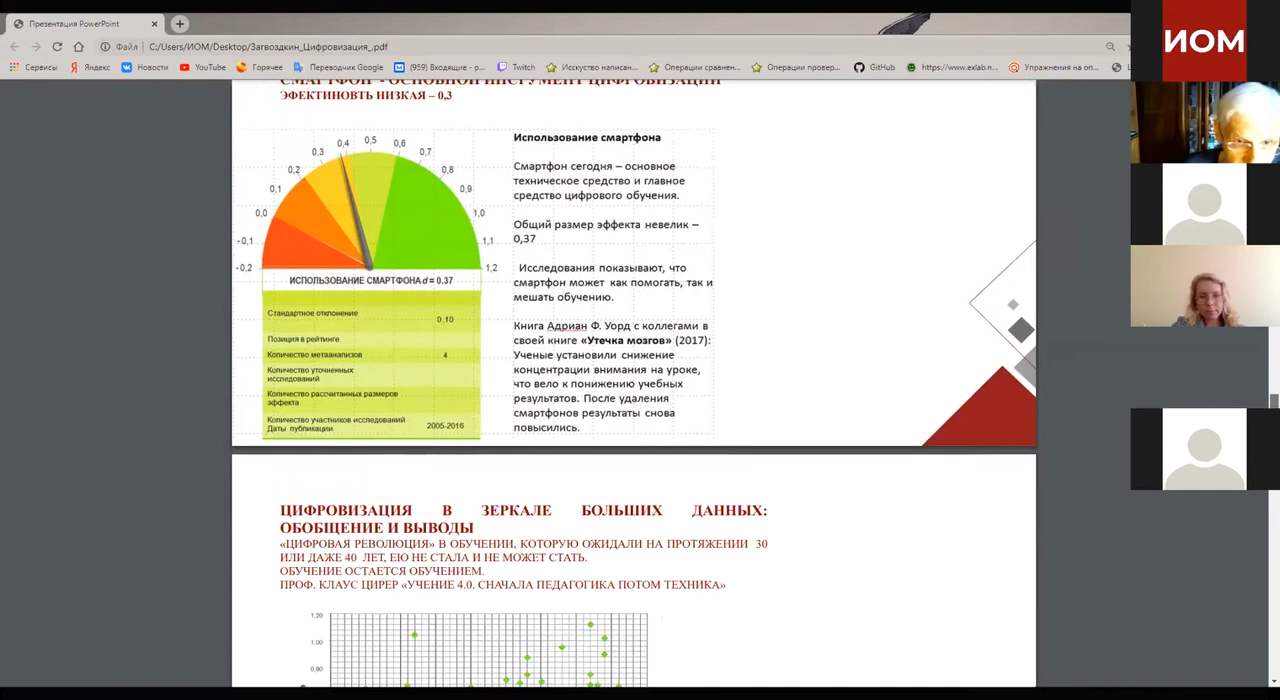 Презентация PowerPoint
ИОМ
Файл | C:/Users/ИОМ/Desktop/Загвоздкин_Цифровизация_.pdf
Сервисы Яндекс Новости YouTube Горячее Переводчик Google (959) Входящие - р... Twitch Исскуство написан... Операции сравнен... Операции провер... GitHub https://www.exlab.n... Упражнения на оп...
СМАРТФОН - ОСНОВНОЙ ИНСТРУМЕНТ ЦИФРОВИЗАЦИИ
ЭФЕКТИНОВТЬ НИЗКАЯ – 0,3
-0,2
-0,1
0,0
0,1
0,2
0,3
0,4
0,5
0,6
0,7
0,8
0,9
1,0
1,1
1,2
ИСПОЛЬЗОВАНИЕ СМАРТФОНА d = 0.37
Стандартное отклонение 0 ,10
Позиция в рейтинге
Количество метаанализов 4
Количество уточненных
исследований
Количество рассчитанных размеров
эффекта
Количество участников исследований
Даты публикации 2005-2016
Использование смартфона
Смартфон сегодня – основное
техническое средство и главное
средство цифрового обучения.
Общий размер эффекта невелик –
0,37
Исследования показывают, что
смартфон может как помогать, так и
мешать обучению.
Книга Адриан Ф. Уорд с коллегами в
своей книге «Утечка мозгов» (2017):
Ученые установили снижение
концентрации внимания на уроке,
что вело к понижению учебных
результатов. После удаления
смартфонов результаты снова
повысились.
ЦИФРОВИЗАЦИЯ В ЗЕРКАЛЕ БОЛЬШИХ ДАННЫХ:
ОБОБЩЕНИЕ И ВЫВОДЫ
«ЦИФРОВАЯ РЕВОЛЮЦИЯ» В ОБУЧЕНИИ, КОТОРУЮ ОЖИДАЛИ НА ПРОТЯЖЕНИИ 30
ИЛИ ДАЖЕ 40 ЛЕТ, ЕЮ НЕ СТАЛА И НЕ МОЖЕТ СТАТЬ.
ОБУЧЕНИЕ ОСТАЕТСЯ ОБУЧЕНИЕМ.
ПРОФ. КЛАУС ЦИРЕР «УЧЕНИЕ 4.0. СНАЧАЛА ПЕДАГОГИКА ПОТОМ ТЕХНИКА»
1,20
1,00
0,80